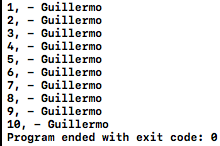 1, - Guillermo
2, - Guillermo
3, - Guillermo
4, - Guillermo
5, - Guillermo
6, - Guillermo
7, - Guillermo
8, - Guillermo
9, - Guillermo
10, - Guillermo
Program ended with exit code: 0